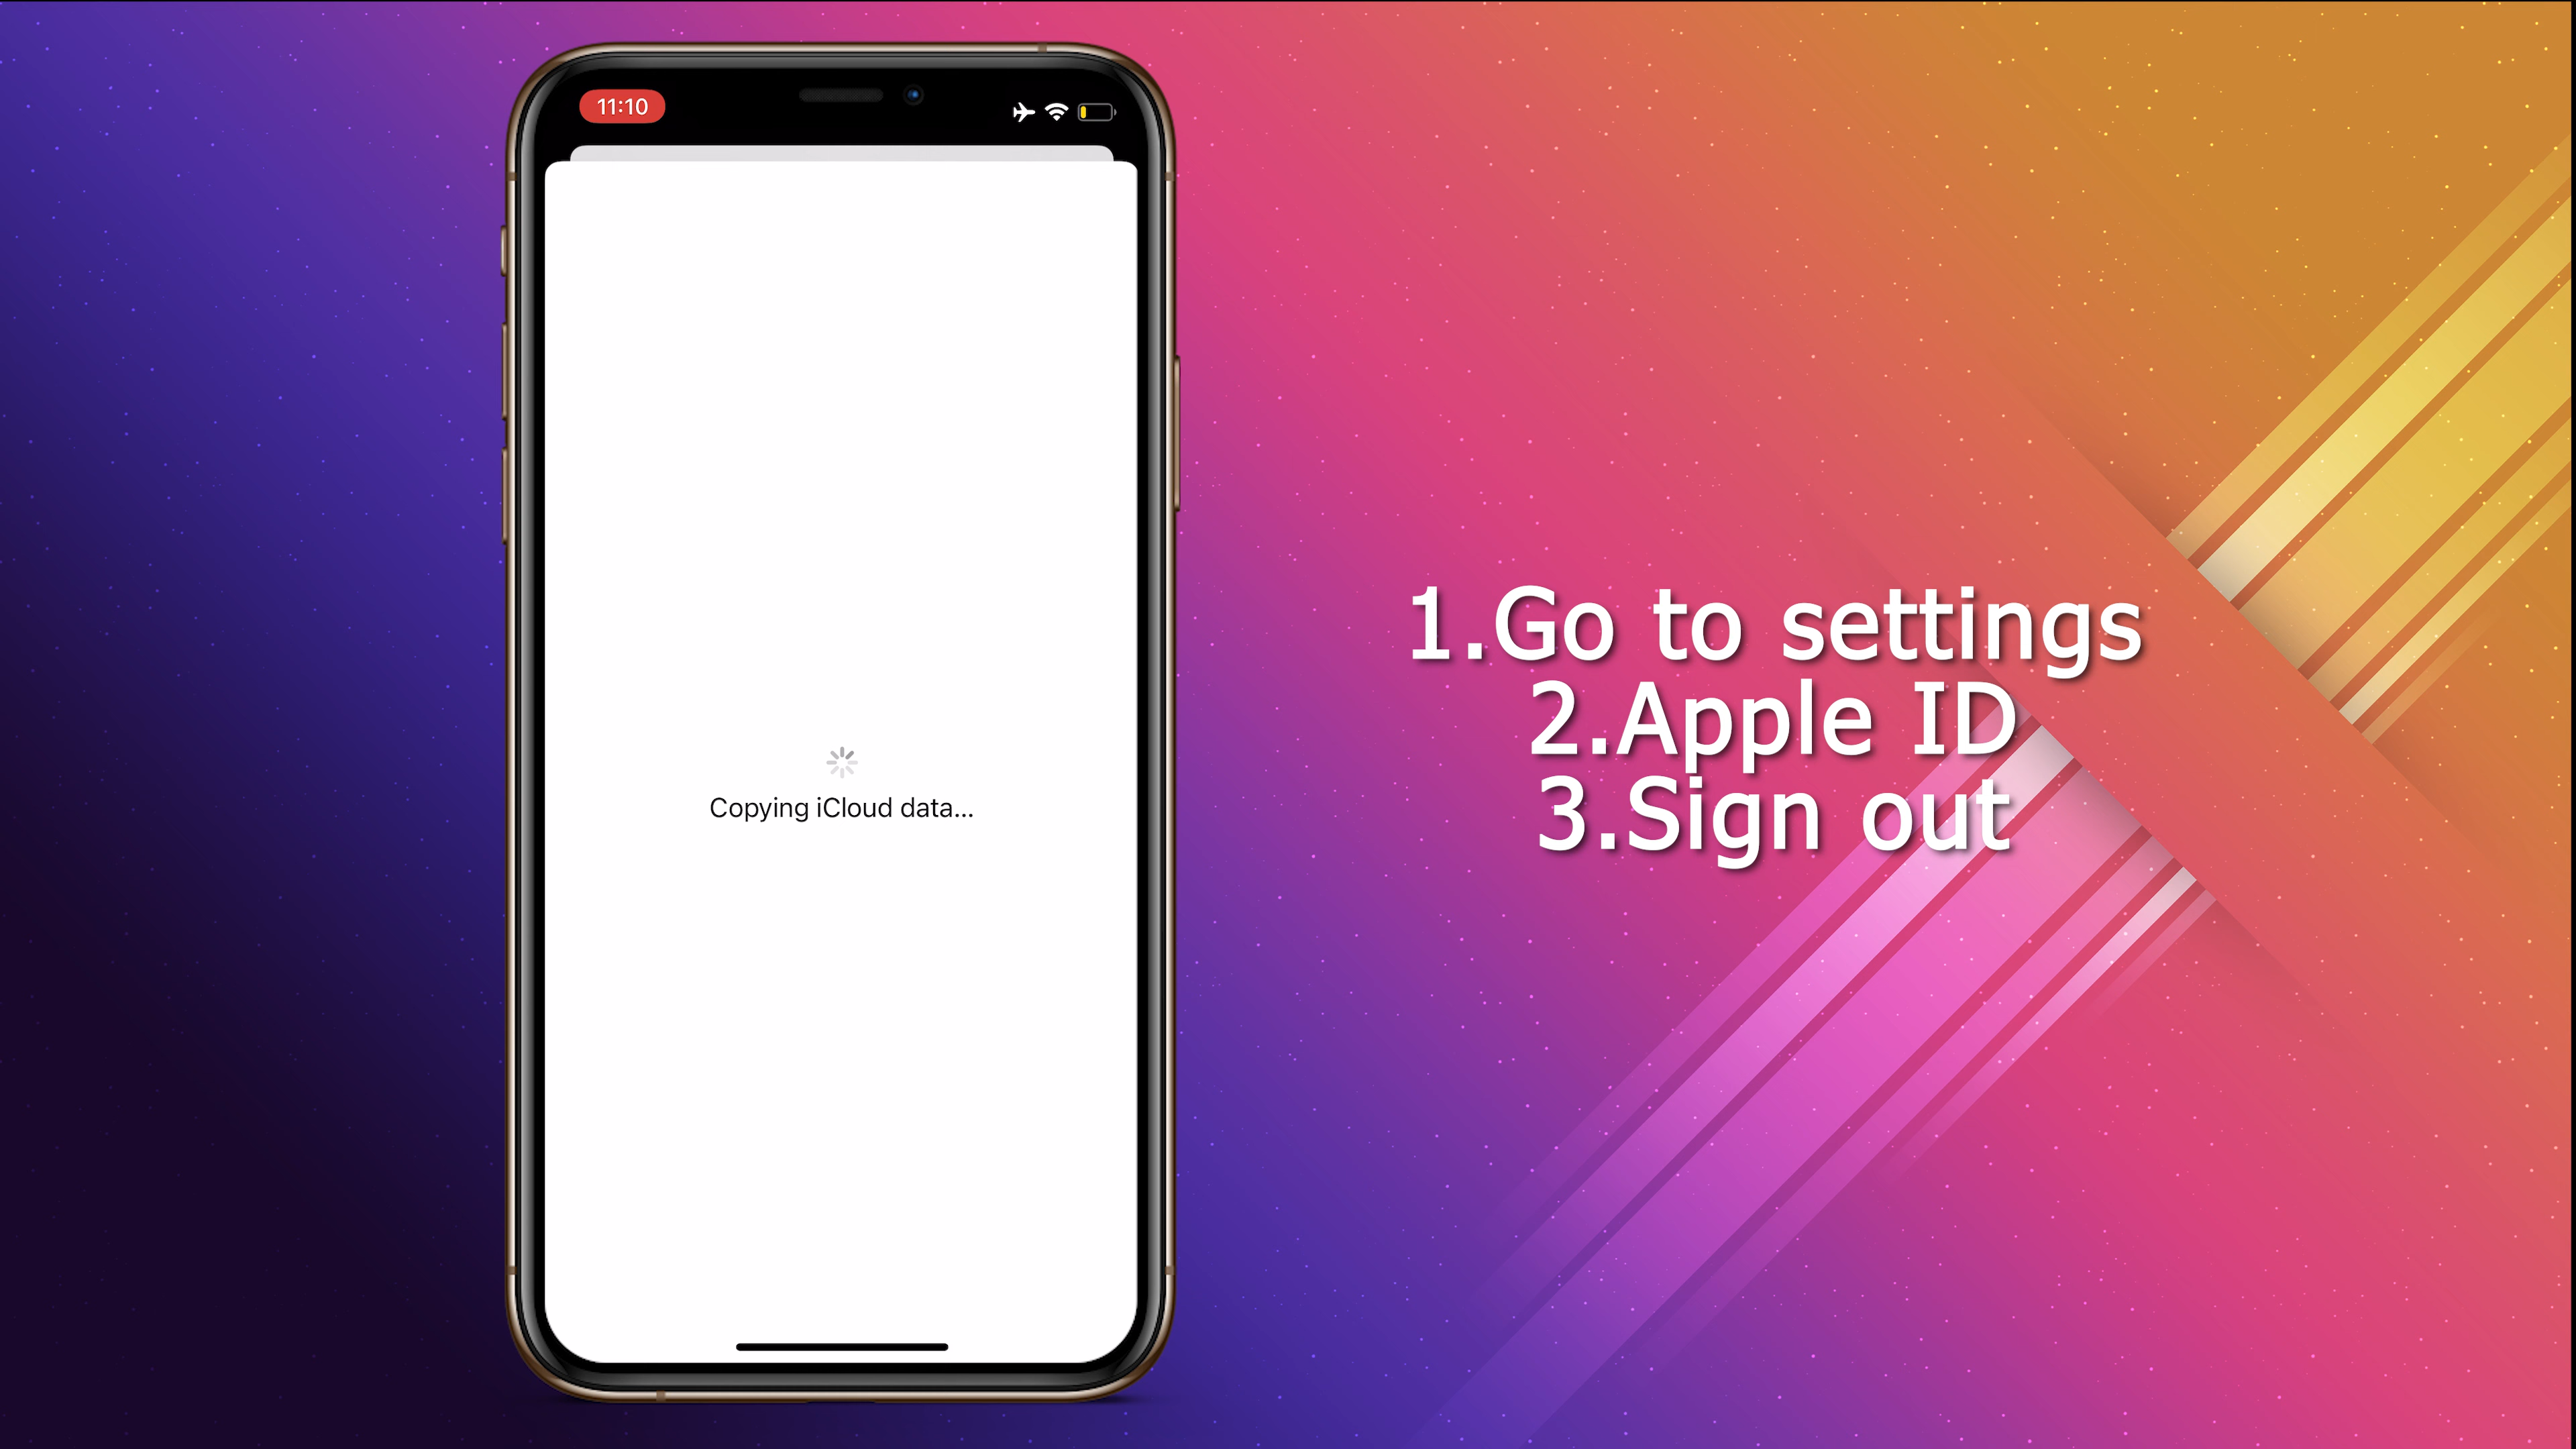 11:10
Copying iCloud data...
1.Go to settings
2.Apple ID
3.Sign out